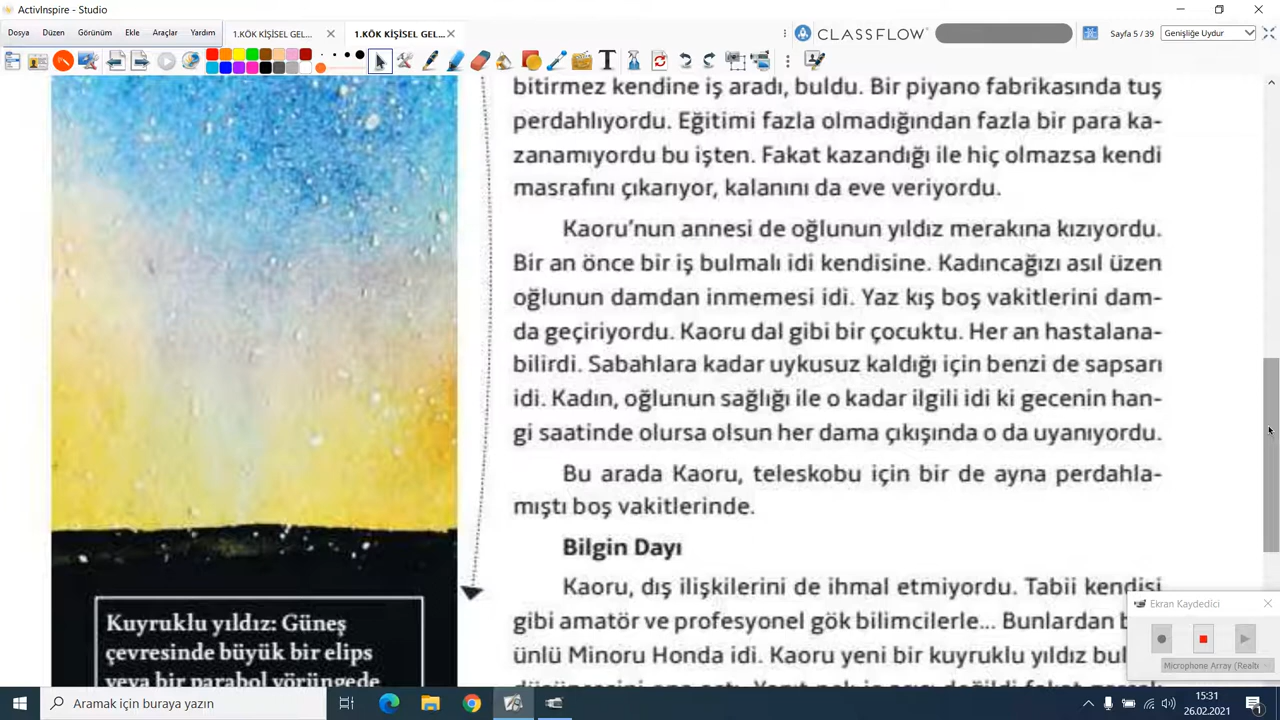 ActivInspire - Studio
Dosya Düzen Görünüm Ekle Araçlar Yardım
1.KÖK KİŞİSEL GEL...
1.KÖK KİŞİSEL GEL...
CLASSFLOW
Sayfa 5 / 39
Genişliğe Uydur
bitirmez kendine iş aradı, buldu. Bir piyano fabrikasında tuş
perdahlıyordu. Eğitimi fazla olmadığından fazla bir para ka-
zanamıyordu bu işten. Fakat kazandığı ile hiç olmazsa kendi
masrafını çıkarıyor, kalanını da eve veriyordu.
Kaoru'nun annesi de oğlunun yıldız merakına kızıyordu.
Bir an önce bir iş bulmalı idi kendisine. Kadıncağızı asıl üzen
oğlunun damdan inmemesi idi. Yaz kış boş vakitlerini dam-
da geçiriyordu. Kaoru dal gibi bir çocuktu. Her an hastalana-
bilirdi. Sabahlara kadar uykusuz kaldığı için benzi de sapsarı
idi. Kadın, oğlunun sağlığı ile o kadar ilgili idi ki gecenin han-
gi saatinde olursa olsun her dama çıkışında o da uyanıyordu.
Bu arada Kaoru, teleskobu için bir de ayna perdahla-
mıştı boş vakitlerinde.
Bilgin Dayı
Kaoru, dış ilişkilerini de ihmal etmiyordu. Tabii kendisi
gibi amatör ve profesyonel gök bilimcilerle... Bunlardan
ünlü Minoru Honda idi. Kaoru yeni bir kuyruklu yıldız
Kuyruklu yıldız: Güneş
çevresinde büyük bir elips
veya bir parabol yörüngede
Ekran Kaydedici
Microphone Array (Realt
Aramak için buraya yazın
15:31
26.02.2021